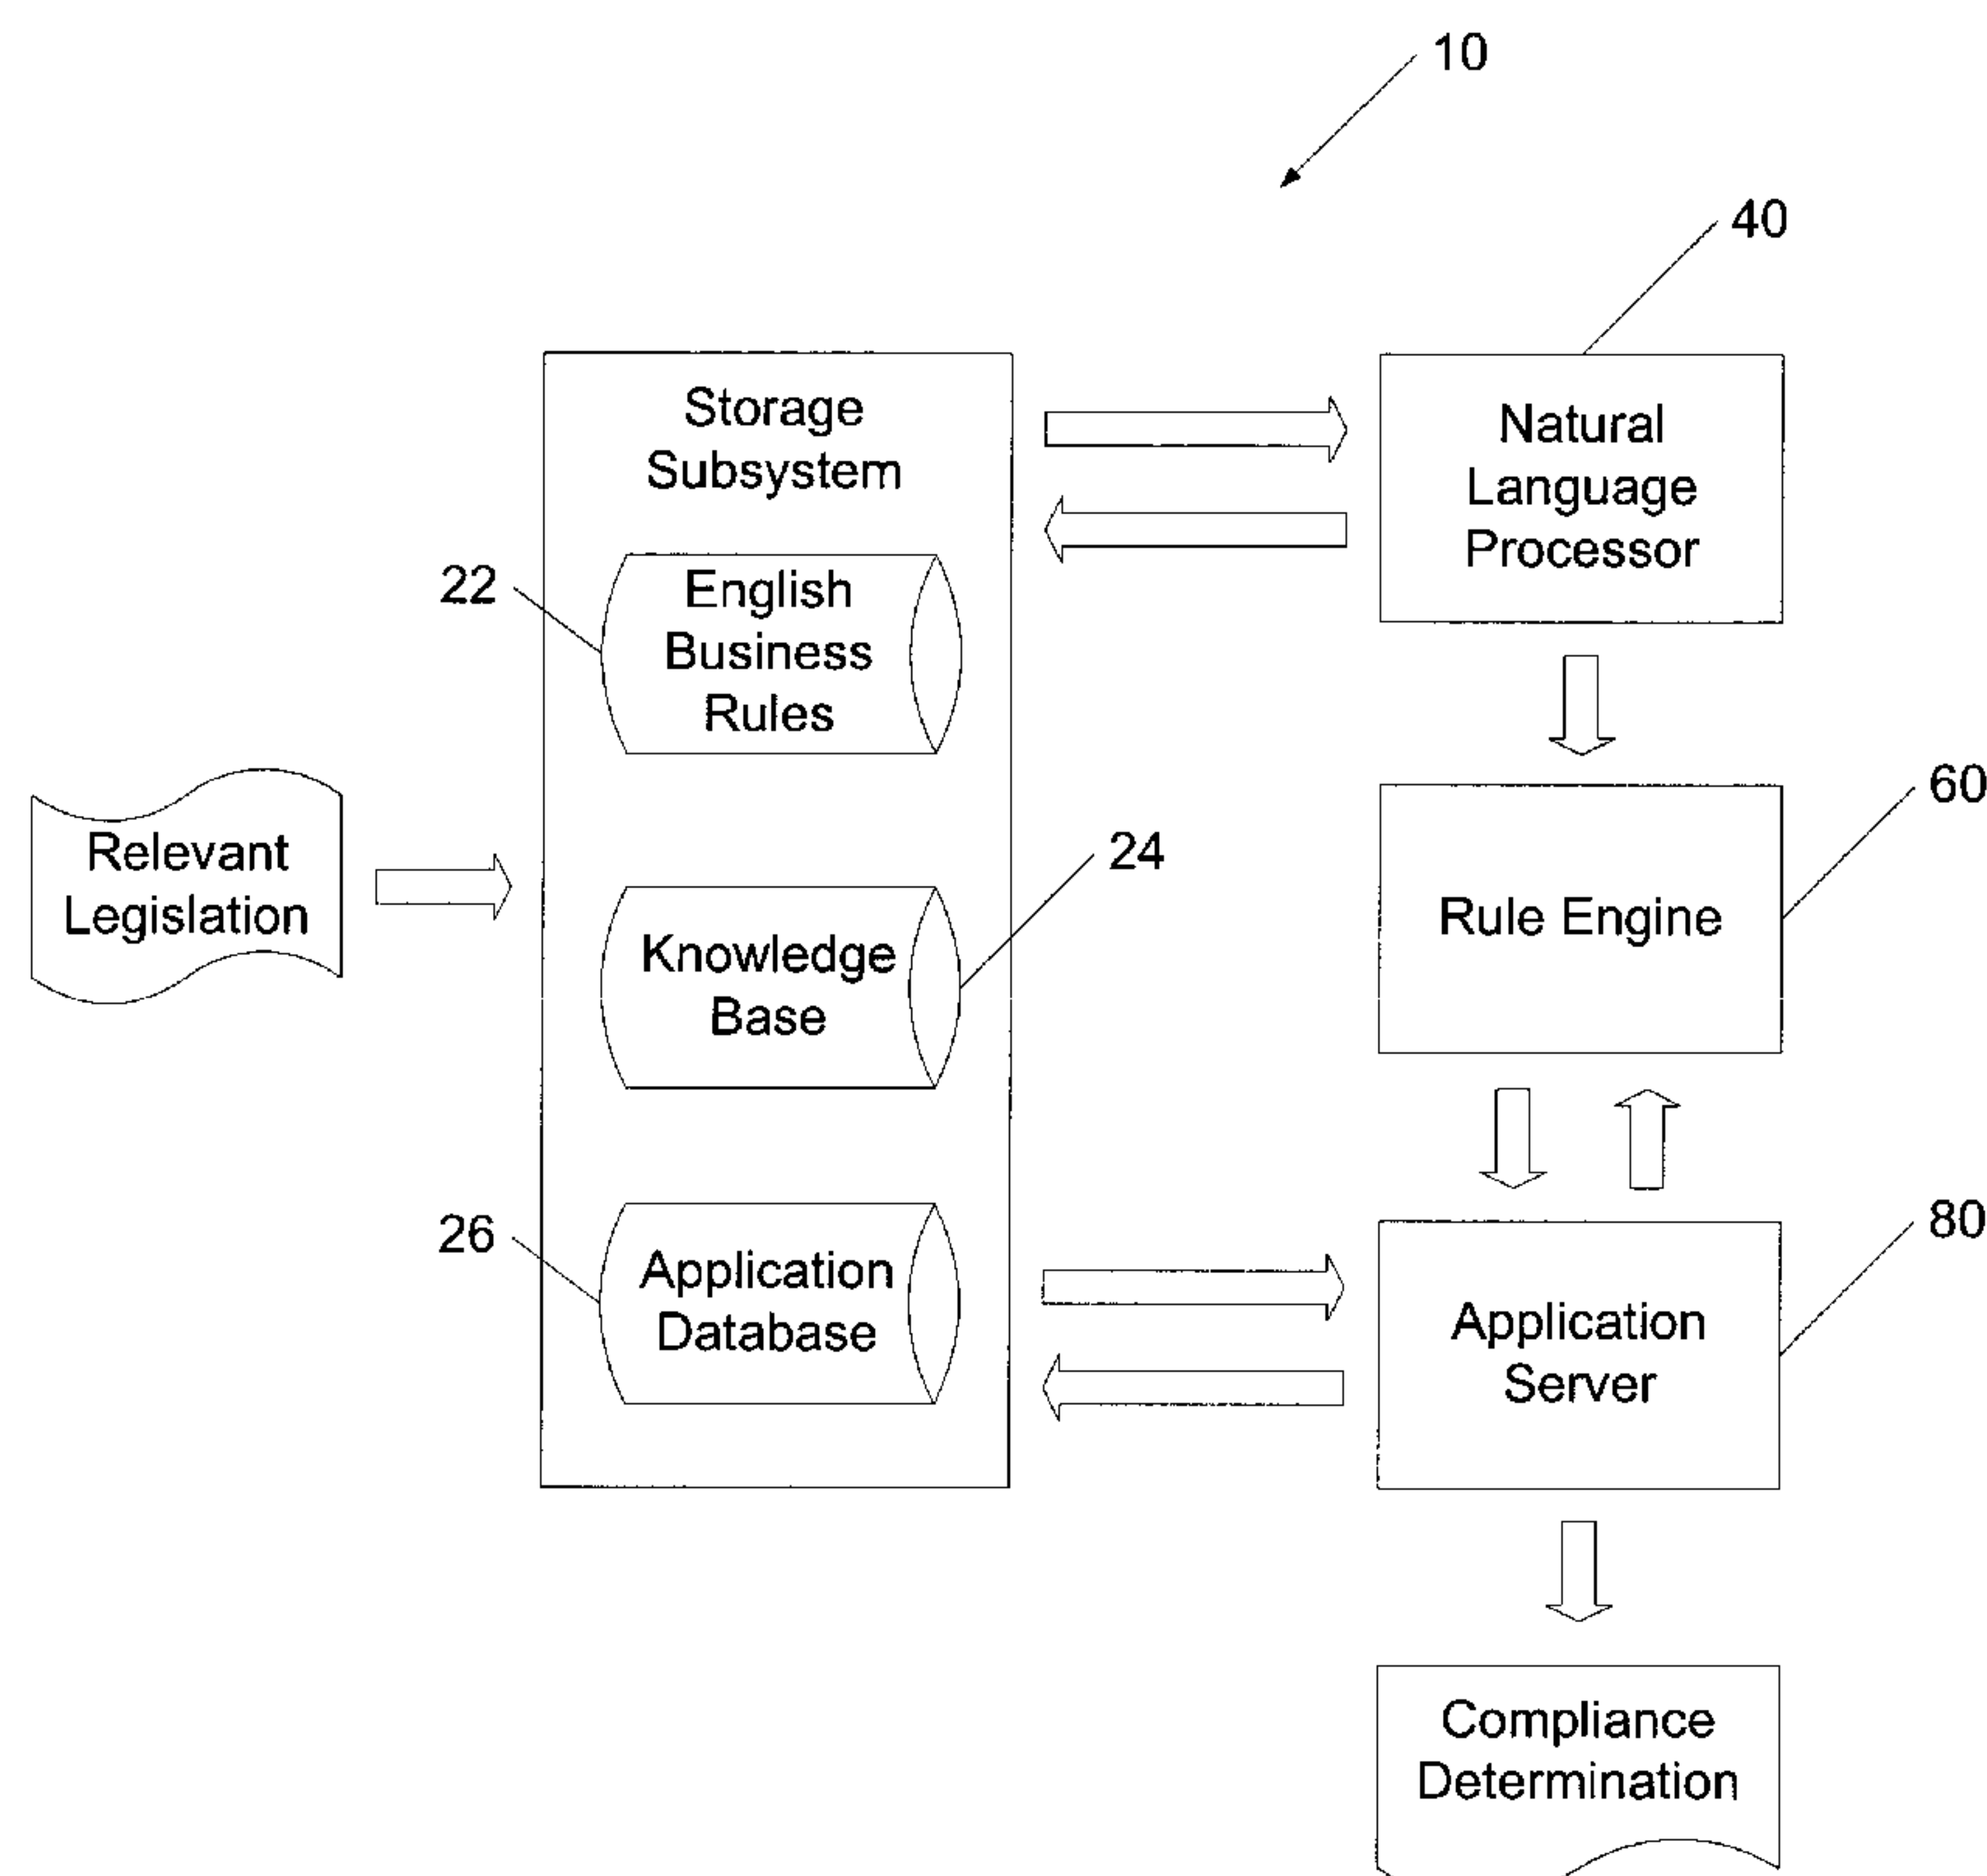 10
40
Storage
Subsystem
Natural
Language
Processor
22
English
Business
Rules
60
Relevant
Legislation
24
Knowledge
Base
Rule Engine
26
Application
Database
80
Application
Server
Compliance
Determination